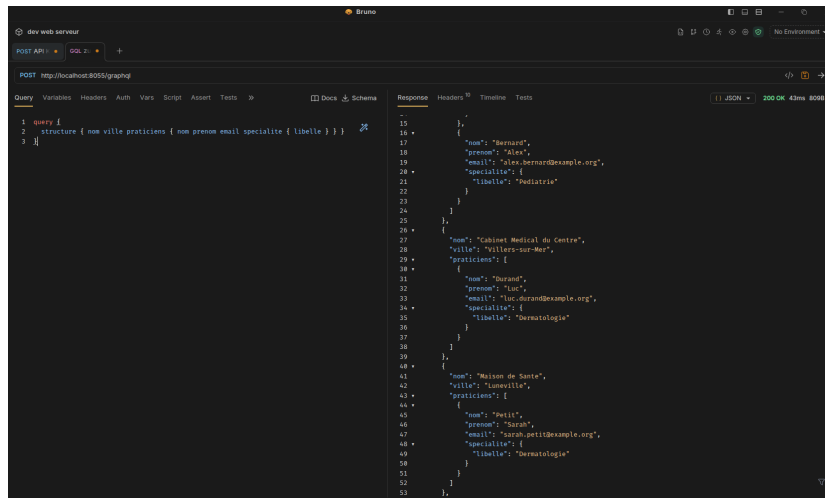 Bruno
dev web serveur
No Environment
POST API
GQL 2
+
POST http://localhost:8055/graphql
Query Variables Headers Auth Vars Script Assert Tests
Docs Schema
Response Headers Timeline Tests
JSON 200 OK 43ms 809B
1 query {
2 structure { nom ville praticiens { nom prenom email specialite { libelle } } }
3 }
15 },
16 {
17 "nom": "Bernard",
18 "prenom": "Alex",
19 "email": "alex.bernard@example.org",
20 "specialite": {
21 "libelle": "Pediatrie"
22 }
23 }
24 ]
25 },
26 {
27 "nom": "Cabinet Medical du Centre",
28 "ville": "Villers-sur-Mer",
29 "praticiens": [
30 {
31 "nom": "Durand",
32 "prenom": "Luc",
33 "email": "luc.durand@example.org",
34 "specialite": {
35 "libelle": "Dermatologie"
36 }
37 }
38 ]
39 },
40 {
41 "nom": "Maison de Sante",
42 "ville": "Luneville",
43 "praticiens": [
44 {
45 "nom": "Petit",
46 "prenom": "Sarah",
47 "email": "sarah.petit@example.org",
48 "specialite": {
49 "libelle": "Dermatologie"
50 }
51 }
52 ]
53 },